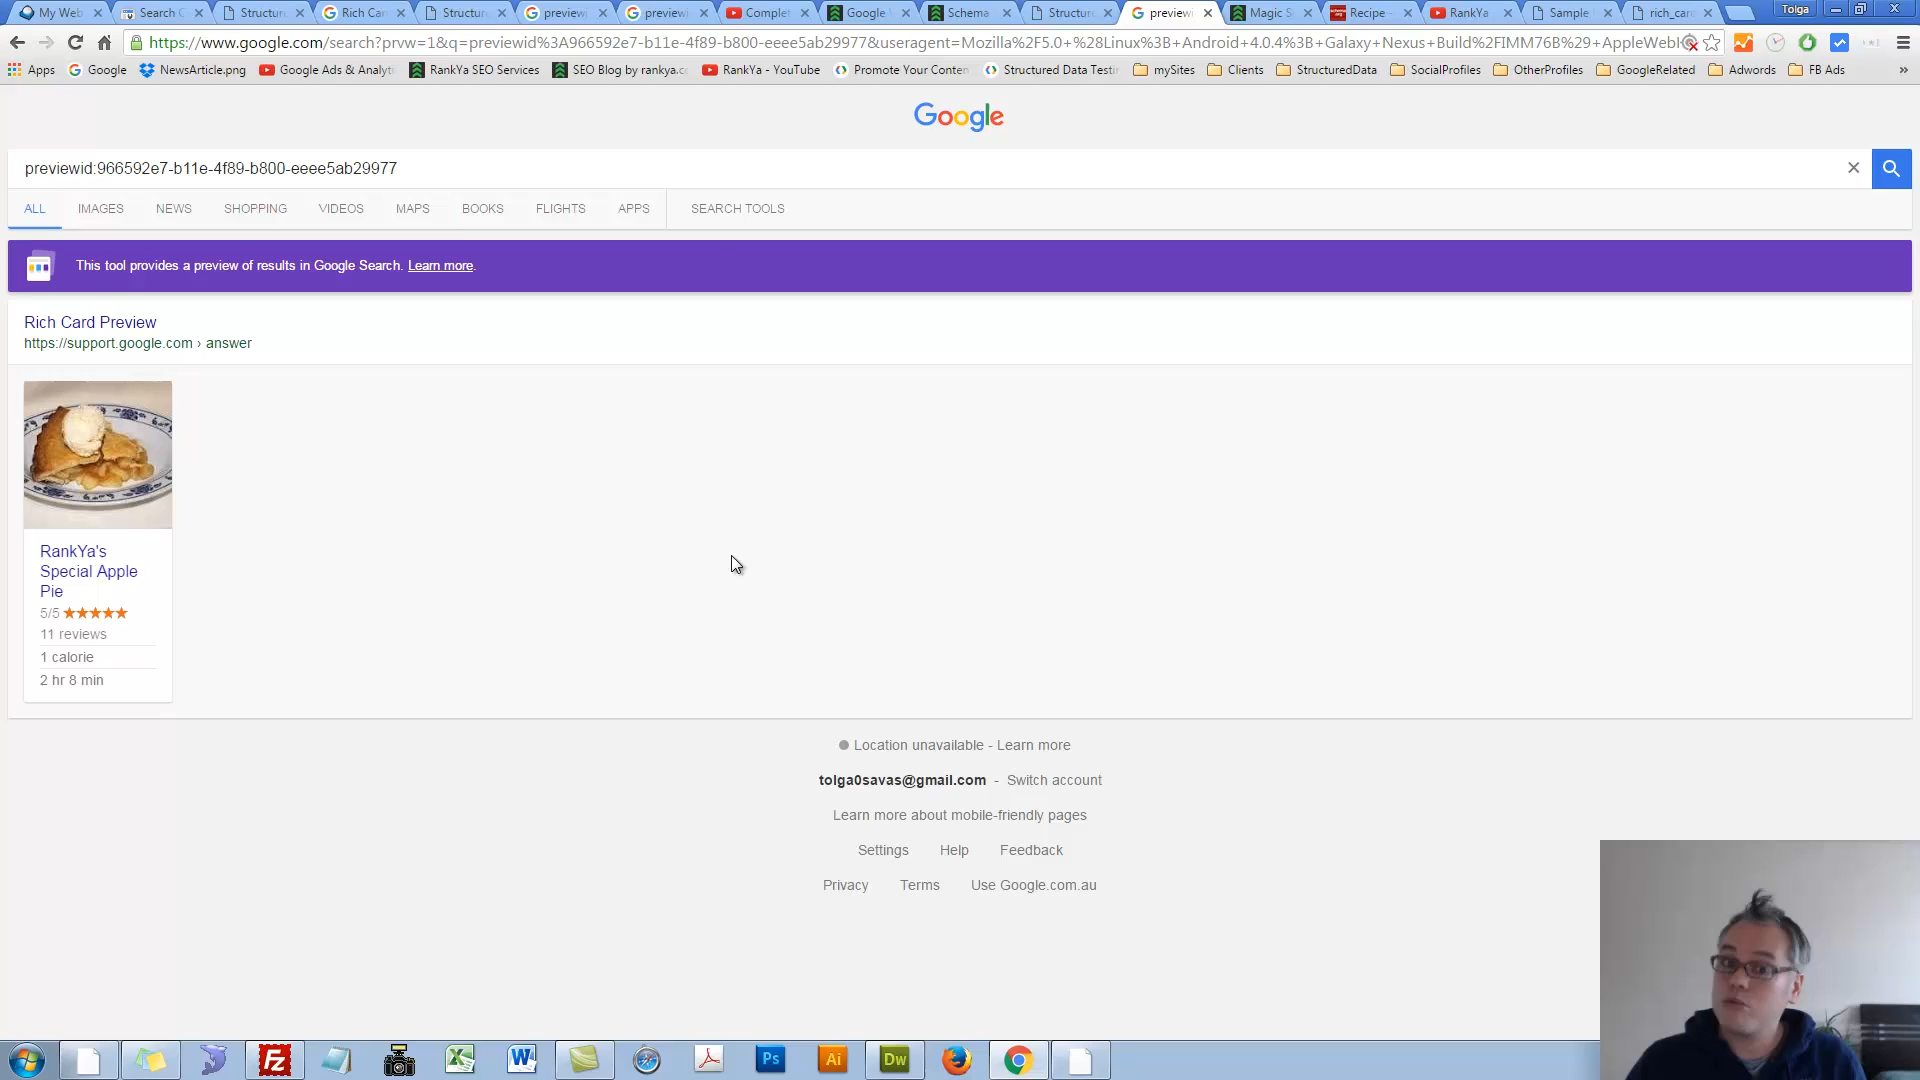 My Web
Search C
Structur
Rich Car
Structur
preview
preview
Complet
Google
Schema
Structur
preview
Magic S
Recipe
RankYa
Sample
rich_car
Tolga
https://www.google.com/search?prvw=1&q=previewid%3A966592e7-b11e-4f89-b800-eeee5ab29977&useragent=Mozilla%2F5.0+%28Linux%3B+Android+4.0.4%3B+Galaxy+Nexus+Build%2FIMM76B%29+AppleWebK
Apps
Google
NewsArticle.png
Google Ads & Analyti
RankYa SEO Services
SEO Blog by rankya.c
RankYa - YouTube
Promote Your Conten
Structured Data Testin
mySites
Clients
StructuredData
SocialProfiles
OtherProfiles
GoogleRelated
Adwords
FB Ads
»
Google
previewid:966592e7-b11e-4f89-b800-eeee5ab29977
ALL IMAGES NEWS SHOPPING VIDEOS MAPS BOOKS FLIGHTS APPS SEARCH TOOLS
This tool provides a preview of results in Google Search. Learn more.
Rich Card Preview
https://support.google.com › answer
RankYa's
Special Apple
Pie
5/5 ★★★★★
11 reviews
1 calorie
2 hr 8 min
Location unavailable - Learn more
tolga0savas@gmail.com - Switch account
Learn more about mobile-friendly pages
Settings Help Feedback
Privacy Terms Use Google.com.au
Fz
W
Ps
Ai
Dw